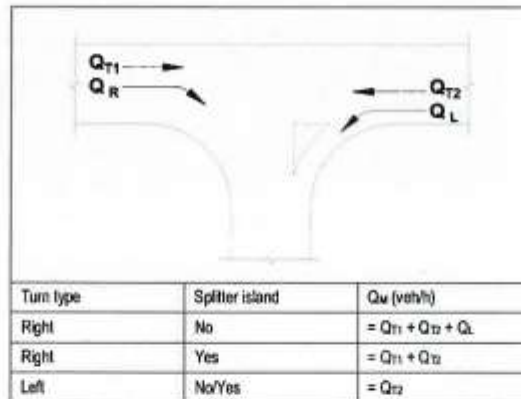 QT1
QR
QT2
QL
Turn type Splitter island QM (veh/h)
Right No = QT1 + QT2 + QL
Right Yes = QT1 + QT2
Left No/Yes = QT2